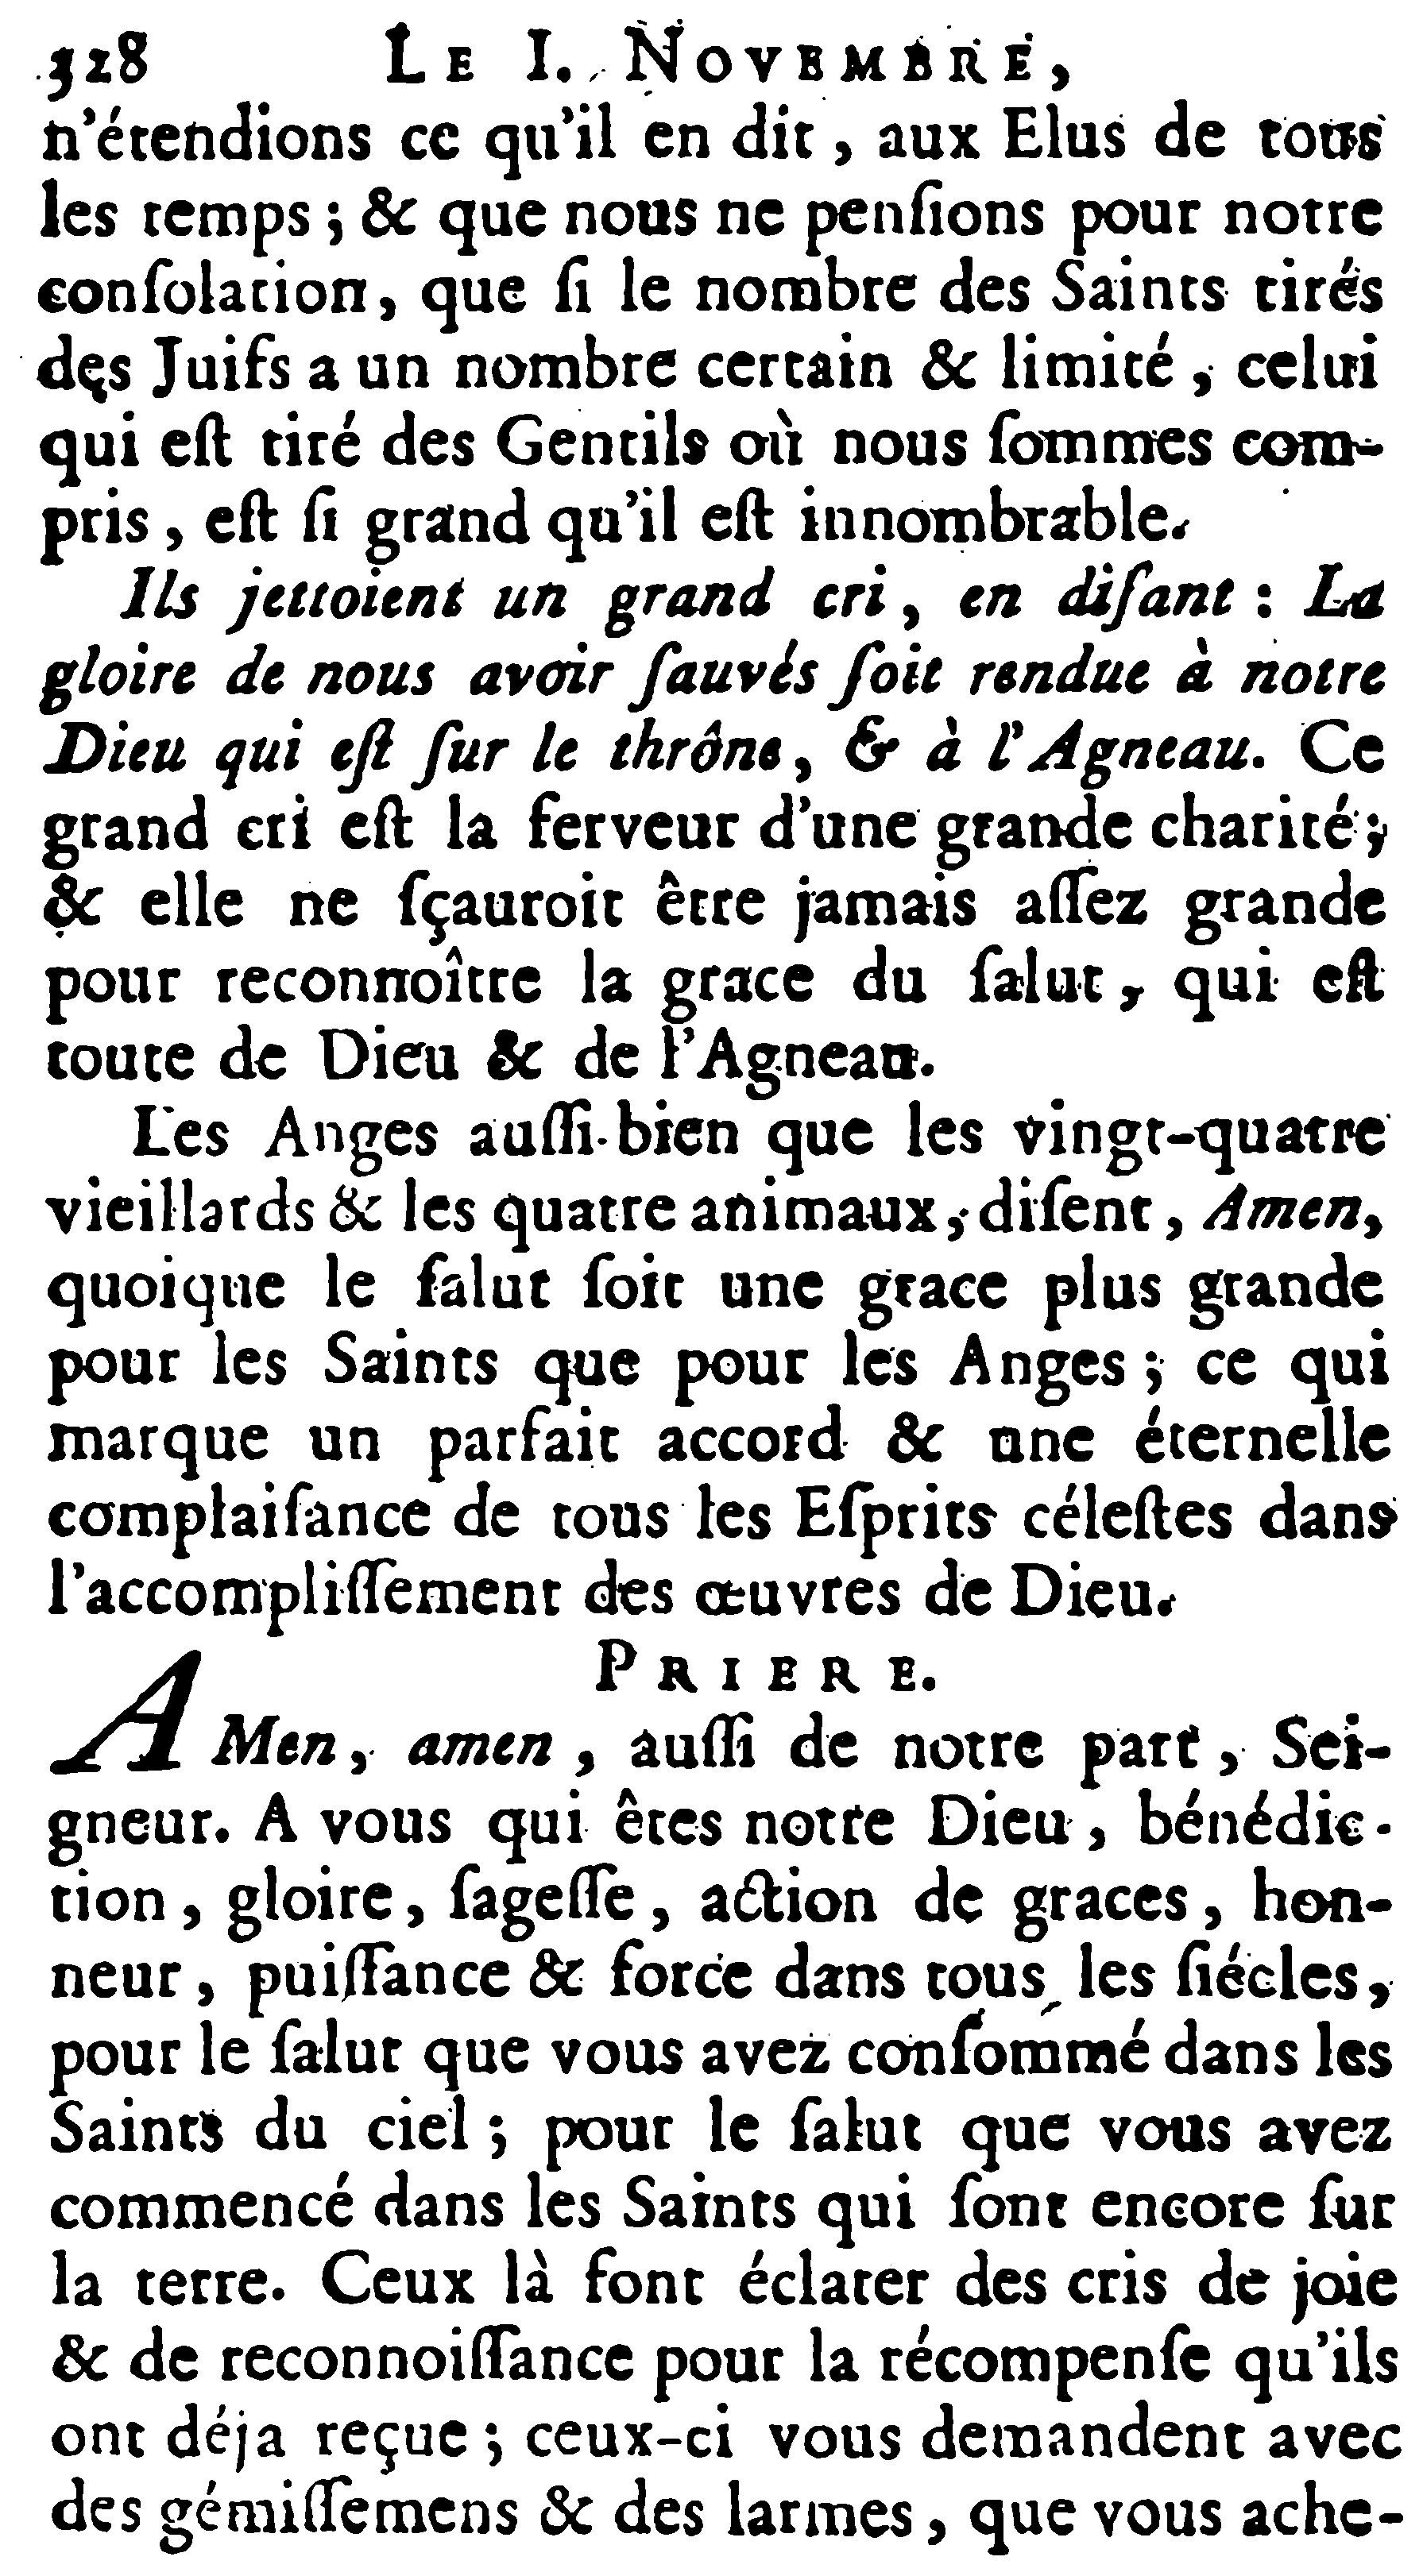 328 LE I. NOVEMBRE,
n'étendions ce qu'il en dit, aux Elus de tous
les temps ; & que nous ne penſions pour notre
conſolation, que ſi le nombre des Saints tirés
des Juifs a un nombre certain & limité, celui
qui eſt tiré des Gentils où nous ſommes com-
pris, eſt ſi grand qu'il eſt innombrable.
Ils jettoient un grand cri, en diſant : La
gloire de nous avoir ſauvés ſoit rendue à notre
Dieu qui eſt ſur le thrône, & à l'Agneau. Ce
grand cri eſt la ferveur d'une grande charité ;
& elle ne ſçauroit être jamais aſſez grande
pour reconnoître la grace du ſalut, qui eſt
toute de Dieu & de l'Agneau.
Les Anges auſſi-bien que les vingt-quatre
vieillards & les quatre animaux, diſent, Amen,
quoique le ſalut ſoit une grace plus grande
pour les Saints que pour les Anges ; ce qui
marque un parfait accord & une éternelle
complaiſance de tous les Eſprits céleſtes dans
l'accompliſſement des œuvres de Dieu.
PRIERE.
AMen, amen, auſſi de notre part, Sei-
gneur. A vous qui êtes notre Dieu, bénédic-
tion, gloire, ſageſſe, action de graces, hon-
neur, puiſſance & force dans tous les ſiécles,
pour le ſalut que vous avez conſommé dans les
Saints du ciel ; pour le ſalut que vous avez
commencé dans les Saints qui ſont encore ſur
la terre. Ceux là font éclater des cris de joie
& de reconnoiſſance pour la récompenſe qu'ils
ont déja reçue ; ceux-ci vous demandent avec
des gémiſſemens & des larmes, que vous ache-